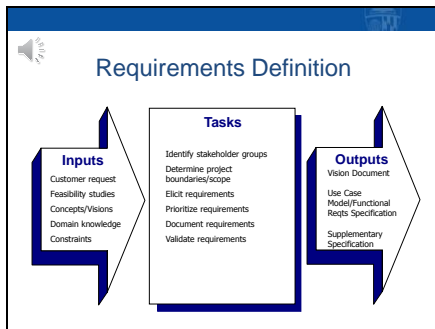 Requirements Definition
Inputs
Customer request
Feasibility studies
Concepts/Visions
Domain knowledge
Constraints
Tasks
Identify stakeholder groups
Determine project
boundaries/scope
Elicit requirements
Prioritize requirements
Document requirements
Validate requirements
Outputs
Vision Document
Use Case
Model/Functional
Reqts Specification
Supplementary
Specification